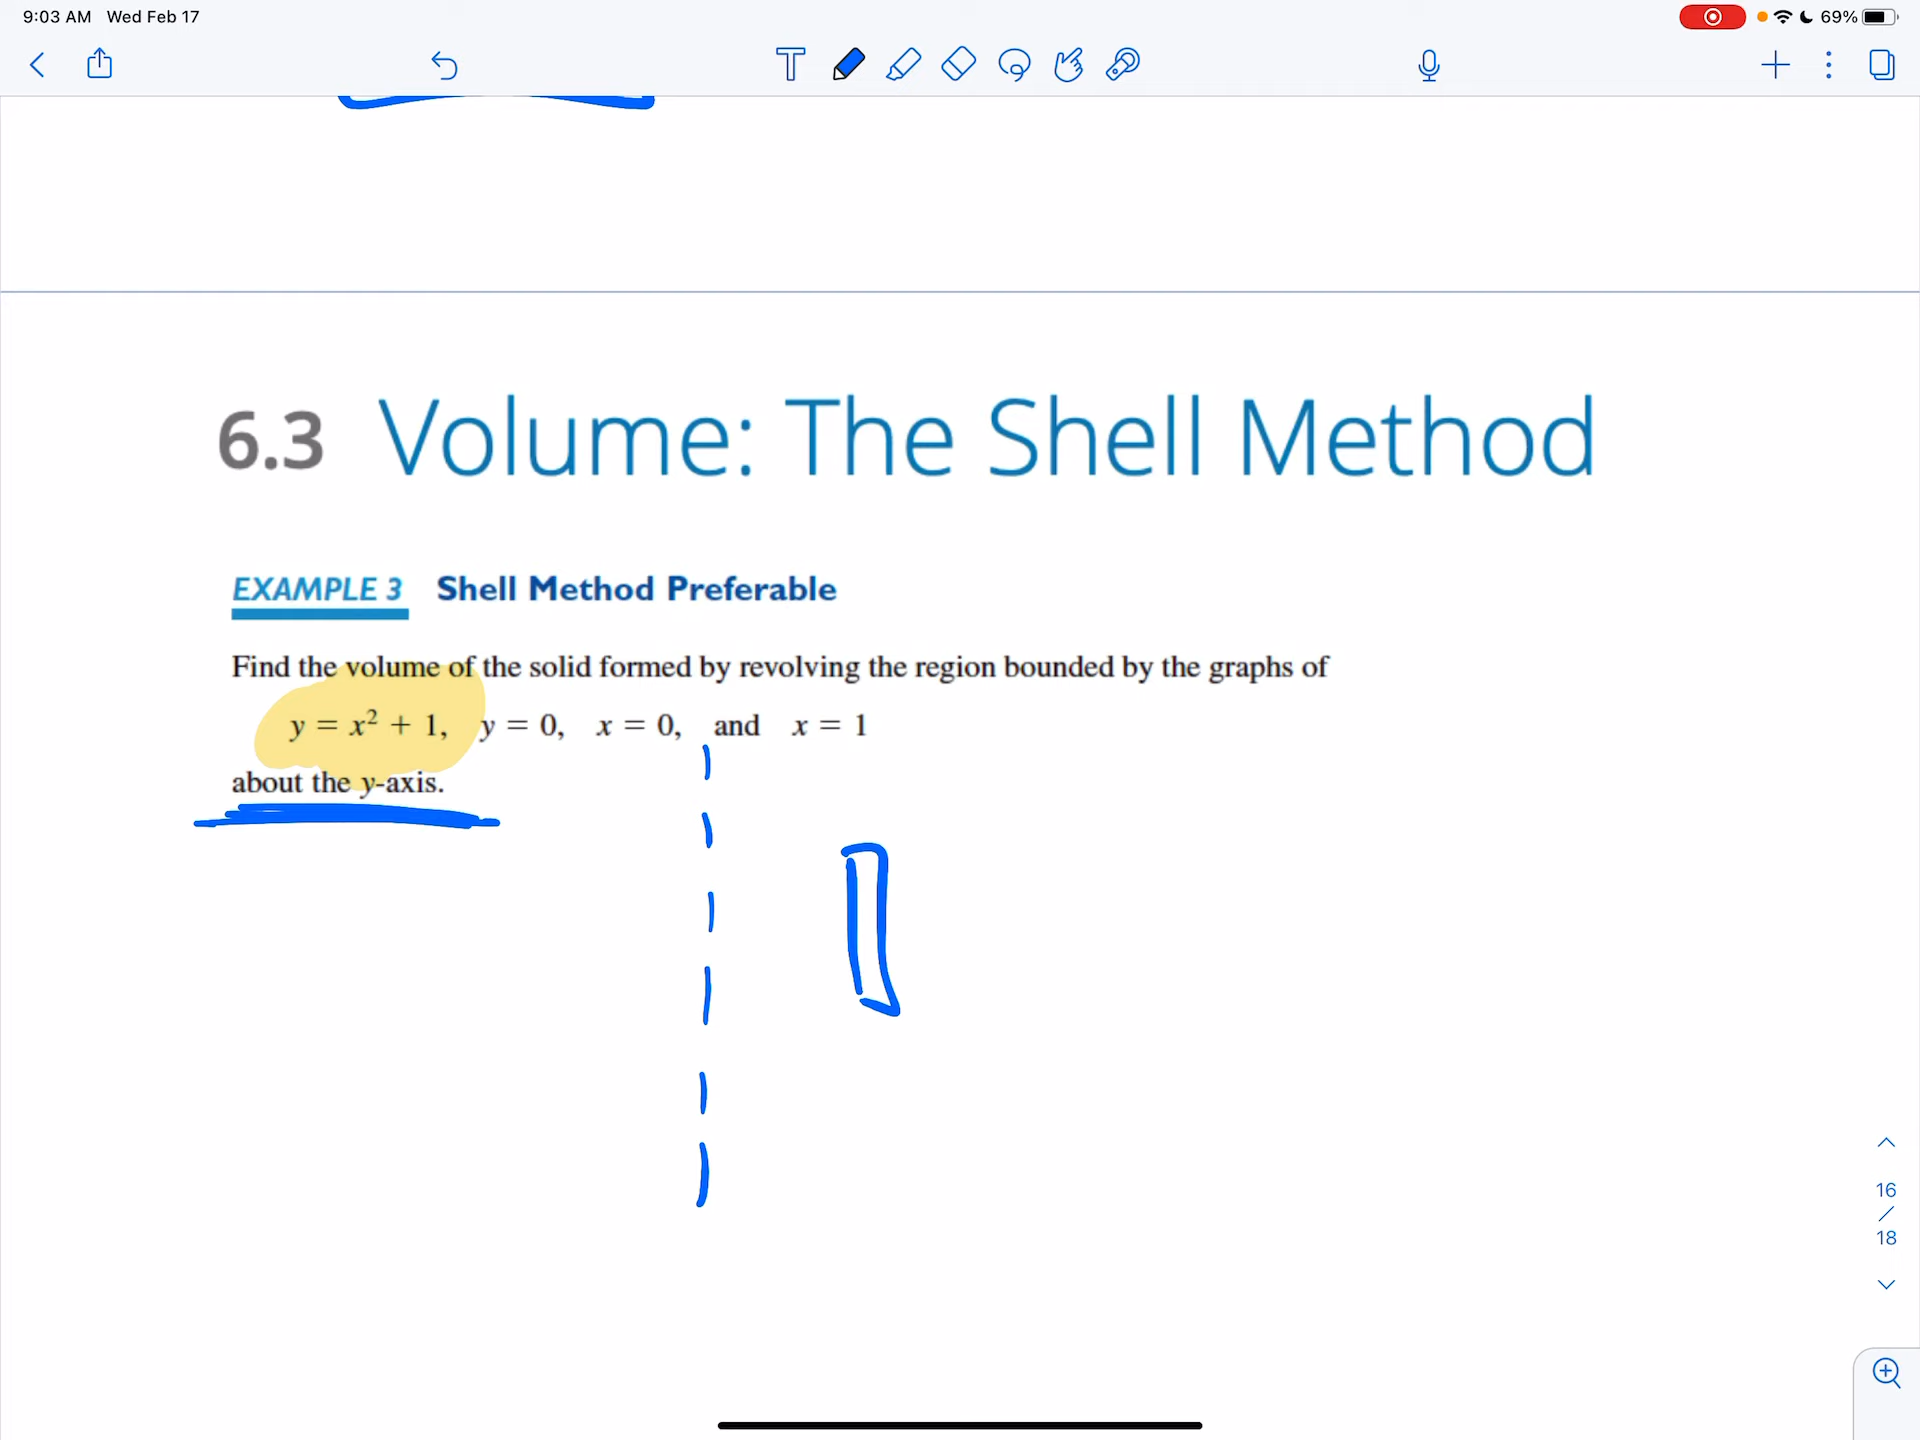 9:03 AM Wed Feb 17
69%
6.3 Volume: The Shell Method
EXAMPLE 3 Shell Method Preferable
Find the volume of the solid formed by revolving the region bounded by the graphs of
y = x² + 1, y = 0, x = 0, and x = 1
about the y-axis.
16
/
18